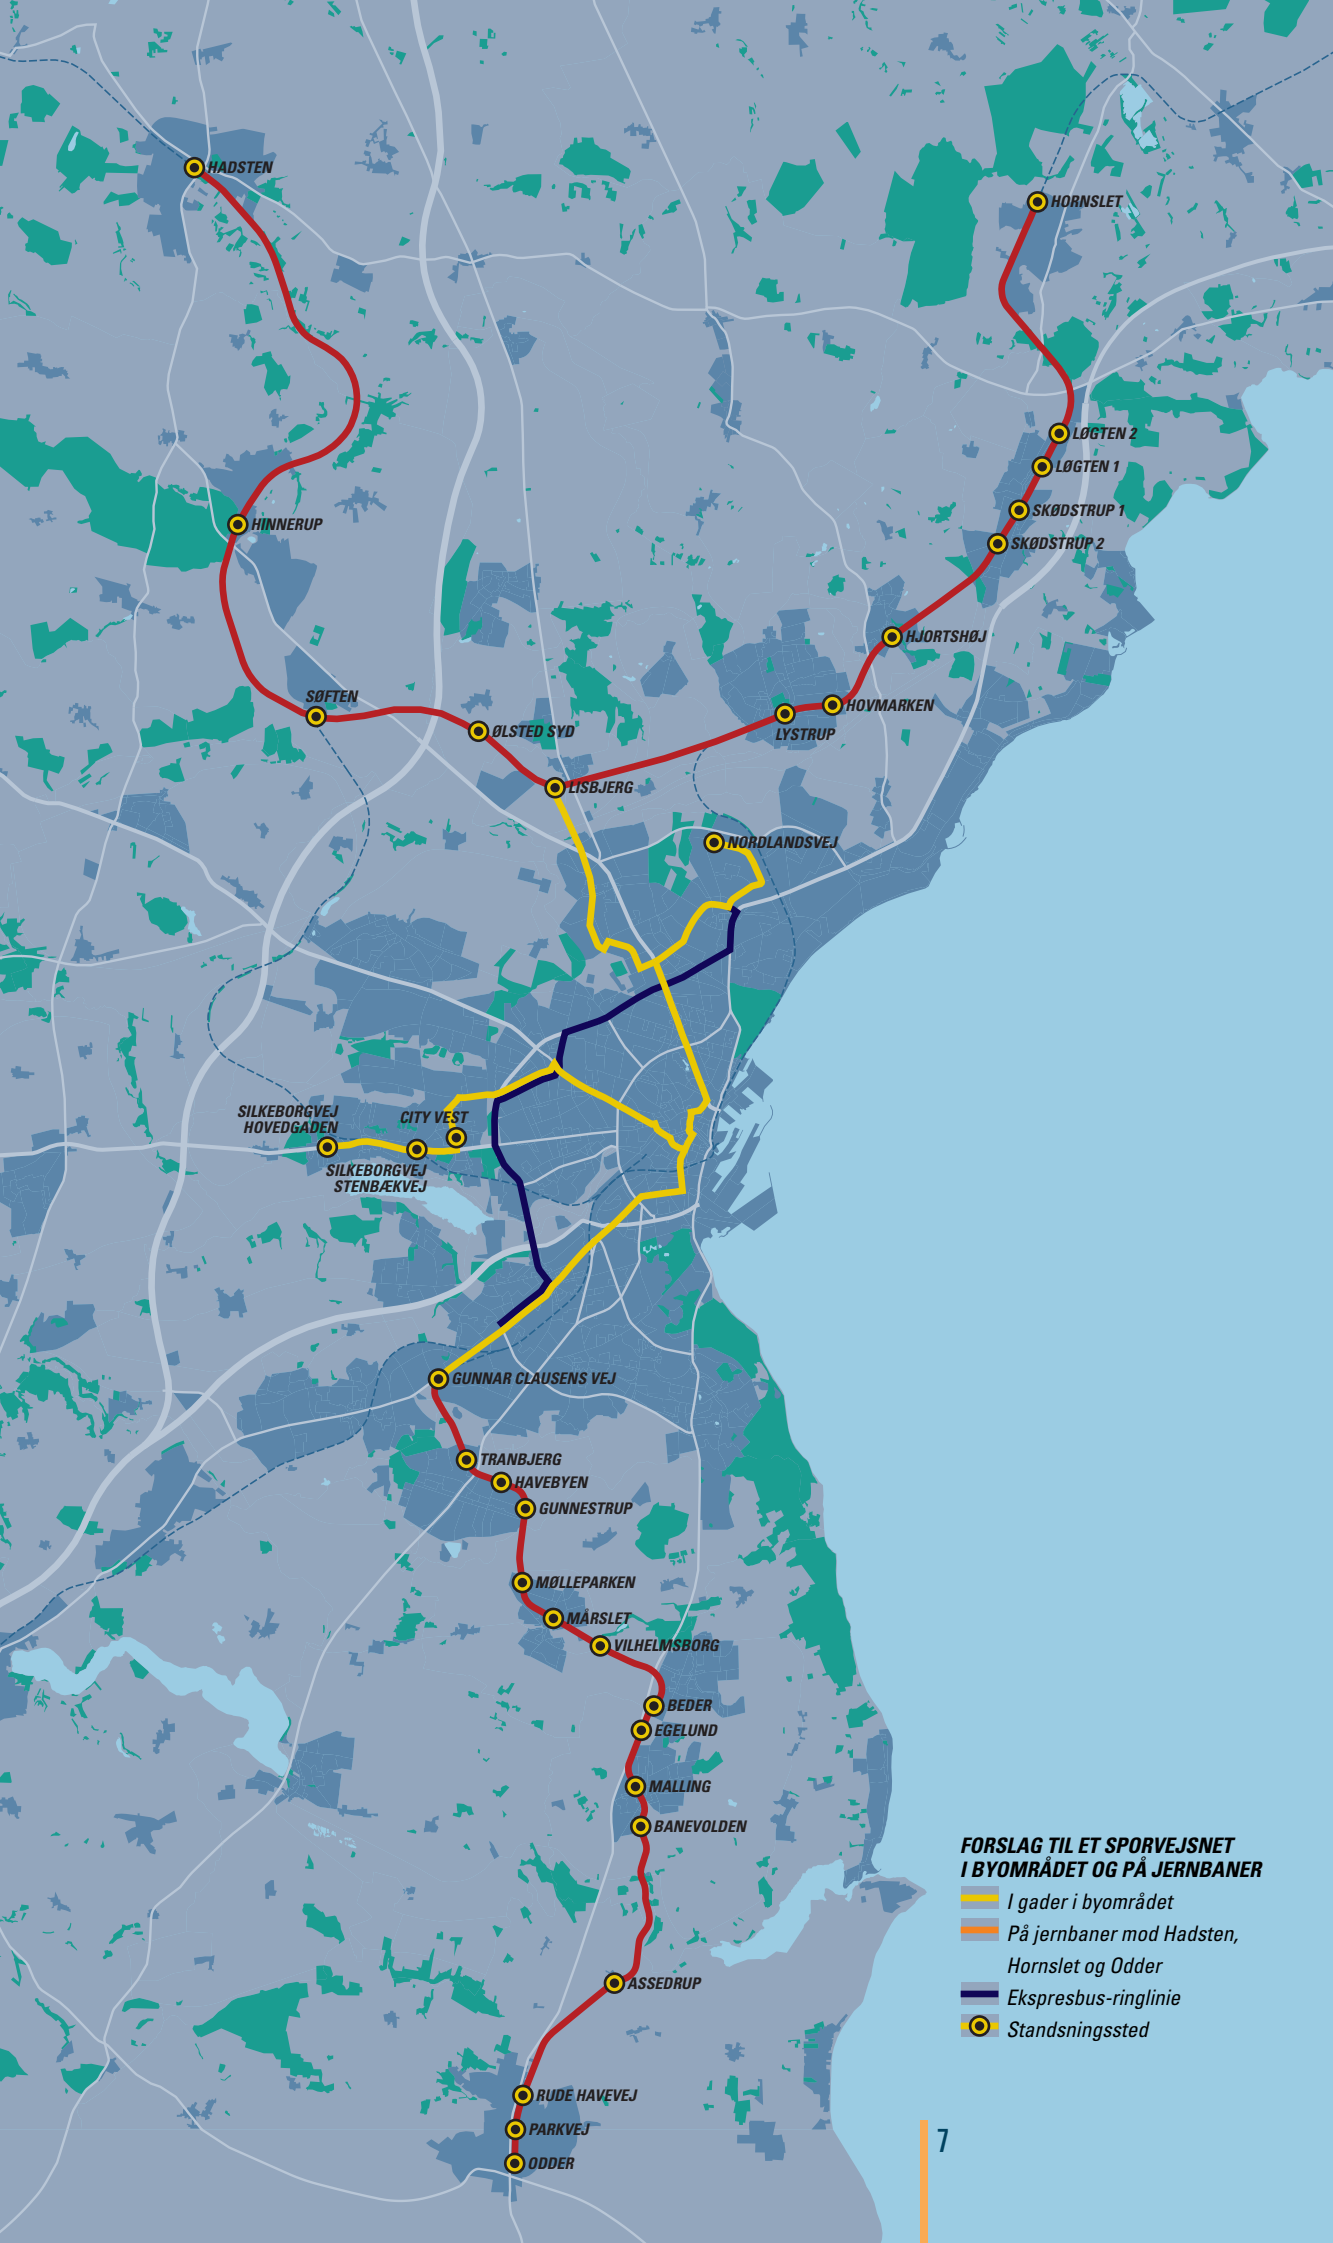 HADSTEN
HORNSLET
LØGTEN 2
LØGTEN 1
SKØDSTRUP 1
HINNERUP
SKØDSTRUP 2
HJORTSHØJ
SØFTEN
HOVMARKEN
ØLSTED SYD
LYSTRUP
LISBJERG
NORDLANDSVEJ
SILKEBORGVEJ
HOVEDGADEN
CITY VEST
SILKEBORGVEJ
STENBÆKVEJ
GUNNAR CLAUSENS VEJ
TRANBJERG
HAVEBYEN
GUNNESTRUP
MØLLEPARKEN
MÅRSLET
VILHELMSBORG
BEDER
EGELUND
MALLING
BANEVOLDEN
ASSEDRUP
RUDE HAVEVEJ
PARKVEJ
ODDER
FORSLAG TIL ET SPORVEJSNET
I BYOMRÅDET OG PÅ JERNBANER
I gader i byområdet
På jernbaner mod Hadsten,
Hornslet og Odder
Ekspresbus-ringlinie
Standsningssted
7